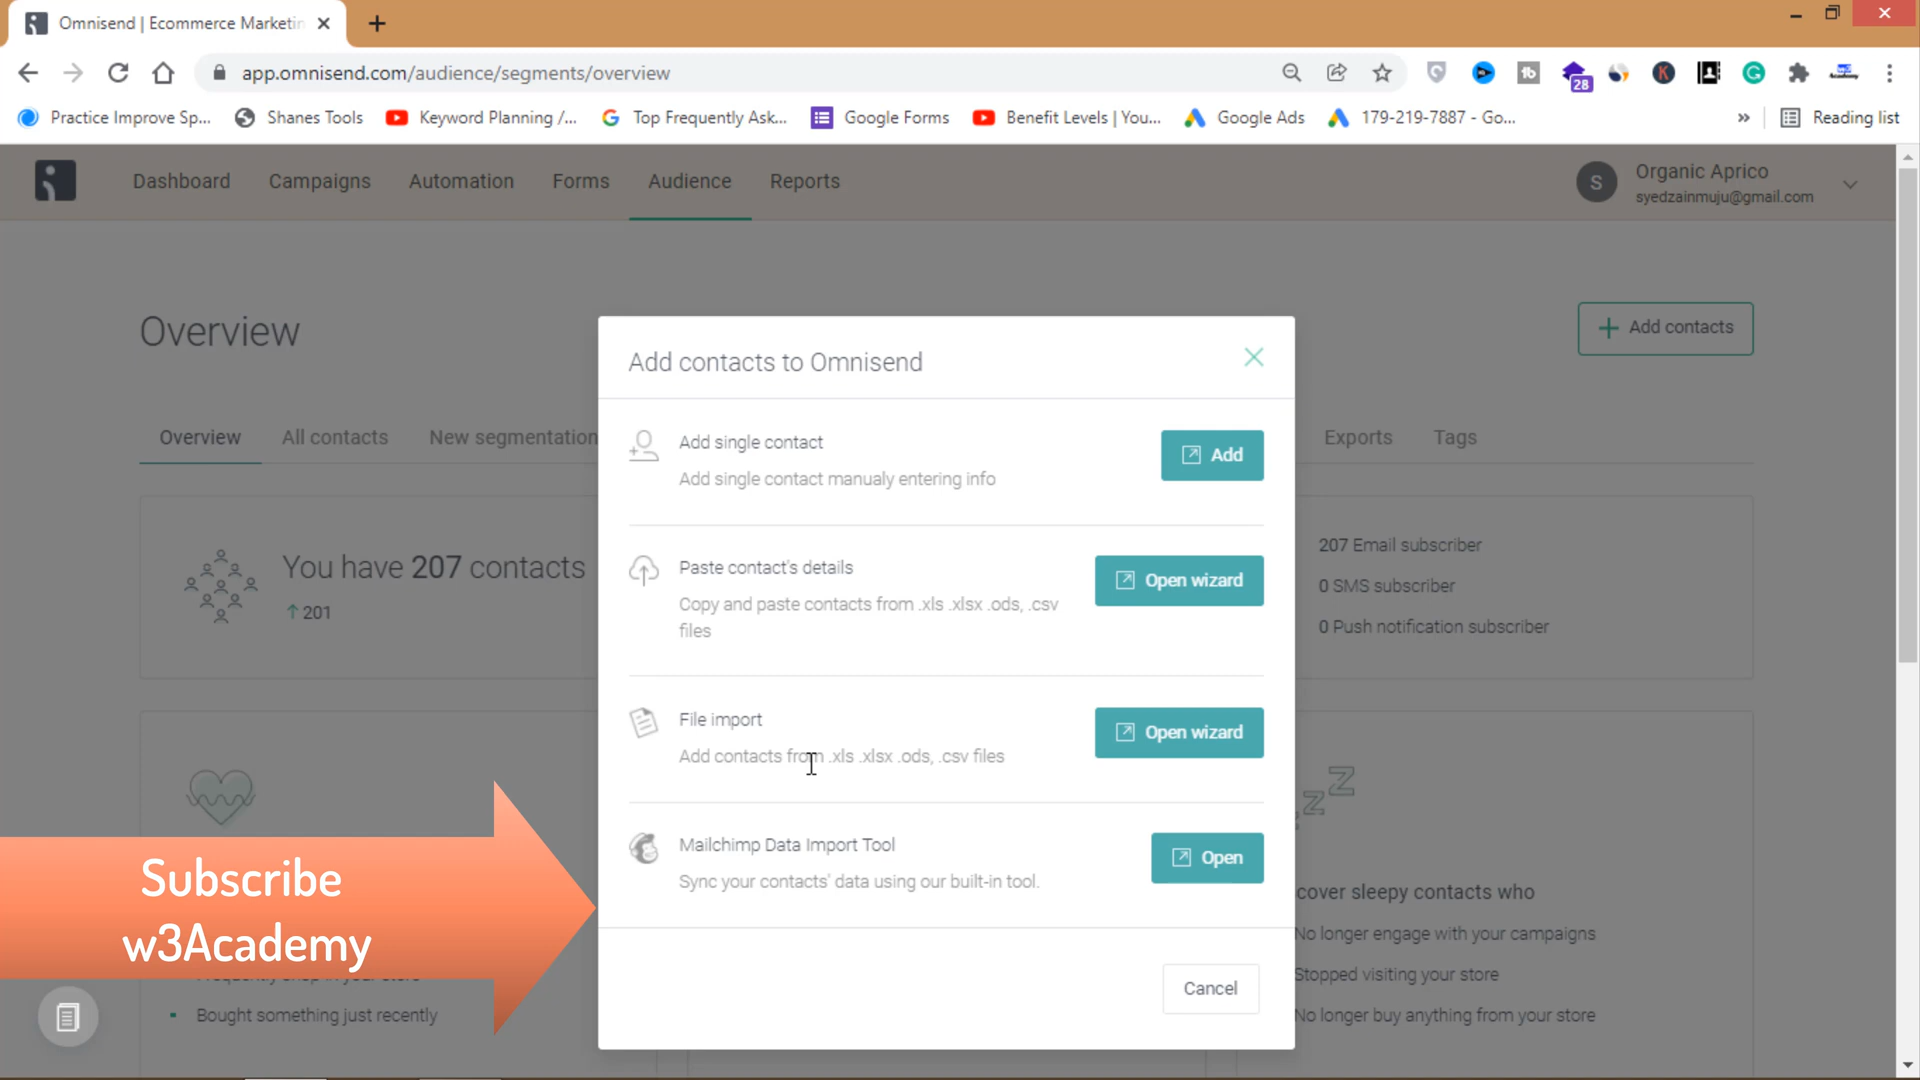 Omnisend | Ecommerce Marketin
app.omnisend.com/audience/segments/overview
28
Practice Improve Sp...
Shanes Tools
Keyword Planning /...
Top Frequently Ask...
Google Forms
Benefit Levels | You...
Google Ads
179-219-7887 - Go...
»
Reading list
Dashboard
Campaigns
Automation
Forms
Audience
Reports
S
Organic Aprico
syedzainmuju@gmail.com
Overview
Add contacts
Overview
All contacts
New segmentation
Exports
Tags
You have 207 contacts
201
207 Email subscriber
0 SMS subscriber
0 Push notification subscriber
Add contacts to Omnisend
Add single contact
Add single contact manualy entering info
Add
Paste contact's details
Copy and paste contacts from .xls .xlsx .ods, .csv
files
Open wizard
File import
Add contacts from .xls .xlsx .ods, .csv files
Open wizard
Mailchimp Data Import Tool
Sync your contacts' data using our built-in tool.
Open
Cancel
cover sleepy contacts who
No longer engage with your campaigns
Stopped visiting your store
No longer buy anything from your store
Bought something just recently
Subscribe
w3Academy